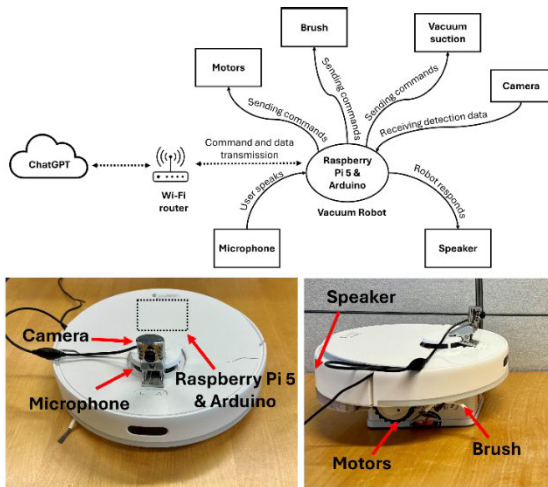 Brush
Vacuum
suction
Motors
Camera
Sending commands
Sending commands
Sending commands
Receiving detection data
ChatGPT
Command and data
transmission
Wi-Fi
router
Raspberry
Pi 5 &
Arduino
Vacuum Robot
User speaks
Robot
responds
Microphone
Speaker
Camera
Microphone
Raspberry Pi 5
& Arduino
Speaker
Motors
Brush